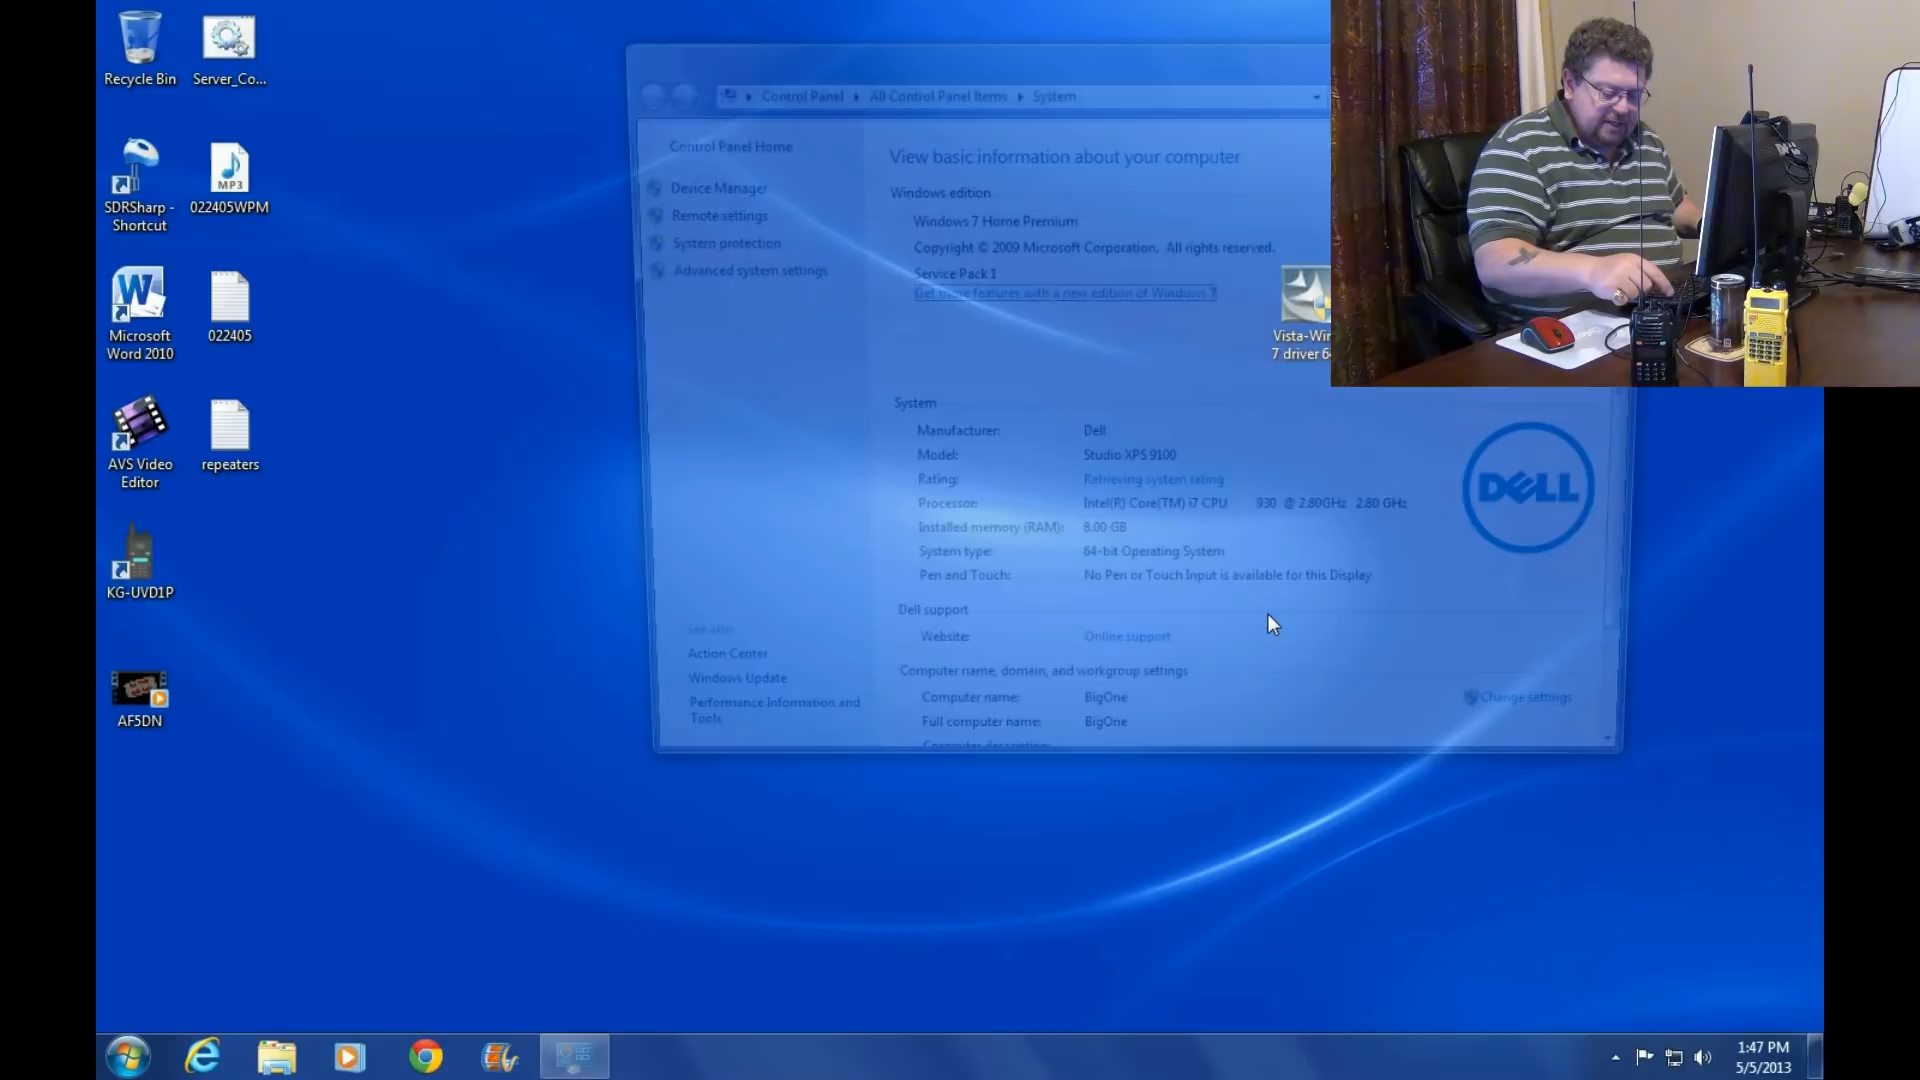 Recycle Bin
Server_Co...
SDRSharp -
Shortcut
MP3
022405WPM
Microsoft
Word 2010
022405
AVS Video
Editor
repeaters
KG-UVD1P
AF5DN
Control Panel
All Control Panel Items
System
Control Panel Home
Device Manager
Remote settings
System protection
Advanced system settings
View basic information about your computer
Windows edition
Windows 7 Home Premium
Copyright © 2009 Microsoft Corporation. All rights reserved.
Service Pack 1
Get more features with a new edition of Windows 7
Vista-Win
7 driver 6
System
Manufacturer: Dell
Model: Studio XPS 9100
Rating: Retrieving system rating
Processor: Intel(R) Core(TM) i7 CPU 930 @ 2.80GHz 2.80 GHz
Installed memory (RAM): 8.00 GB
System type: 64-bit Operating System
Pen and Touch: No Pen or Touch Input is available for this Display
DELL
Dell support
Website: Online support
Computer name, domain, and workgroup settings
Computer name: BigOne
Change settings
Full computer name: BigOne
Computer description:
See also
Action Center
Windows Update
Performance Information and
Tools
1:47 PM
5/5/2013